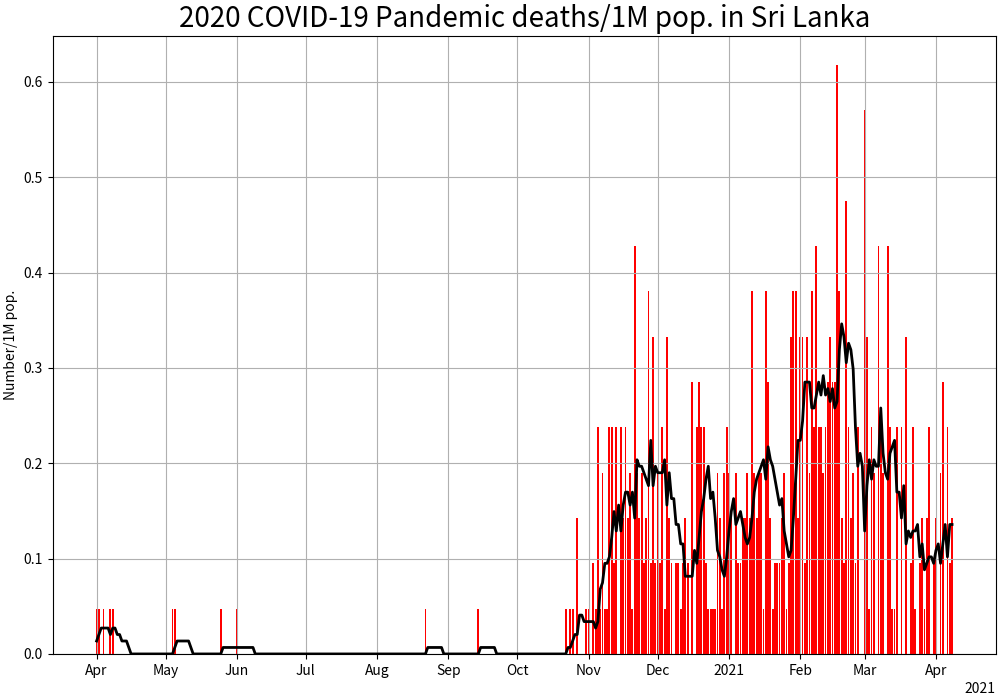 2020 COVID-19 Pandemic deaths/1M pop. in Sri Lanka
Number/1M pop.
0.6
0.5
0.4
0.3
0.2
0.1
0.0
Apr May Jun Jul Aug Sep Oct Nov Dec 2021 Feb Mar Apr
2021